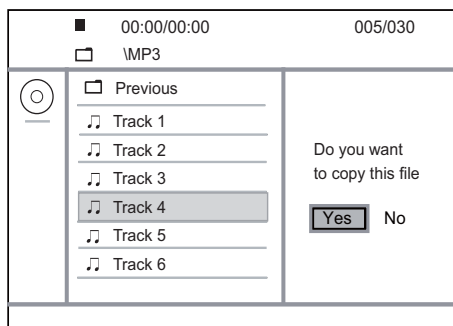 00:00/00:00 005/030
\MP3
Previous
Track 1
Track 2
Track 3
Track 4
Track 5
Track 6
Do you want
to copy this file
Yes No